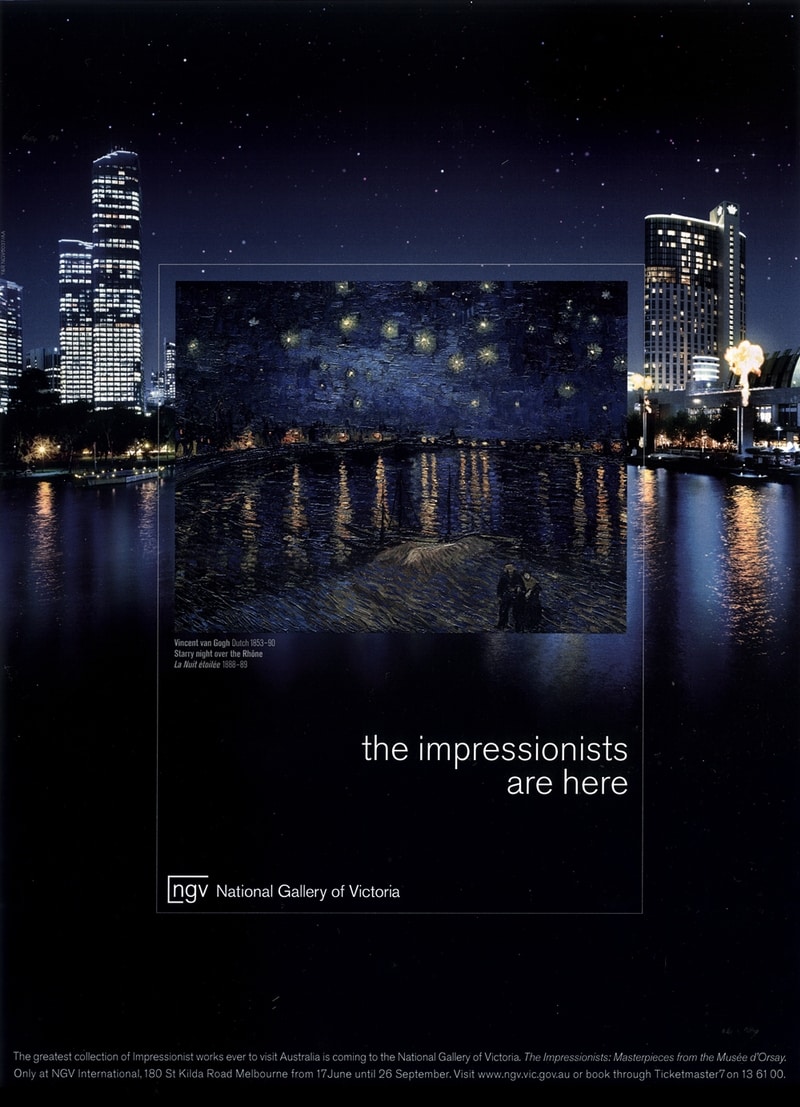 Vincent van Gogh Dutch 1853–90
Starry night over the Rhône
La Nuit étoilée 1888–89
the impressionists
are here
ngv National Gallery of Victoria
The greatest collection of Impressionist works ever to visit Australia is coming to the National Gallery of Victoria. The Impressionists: Masterpieces from the Musée d'Orsay.
Only at NGV International, 180 St Kilda Road Melbourne from 17 June until 26 September. Visit www.ngv.vic.gov.au or book through Ticketmaster7 on 13 61 00.